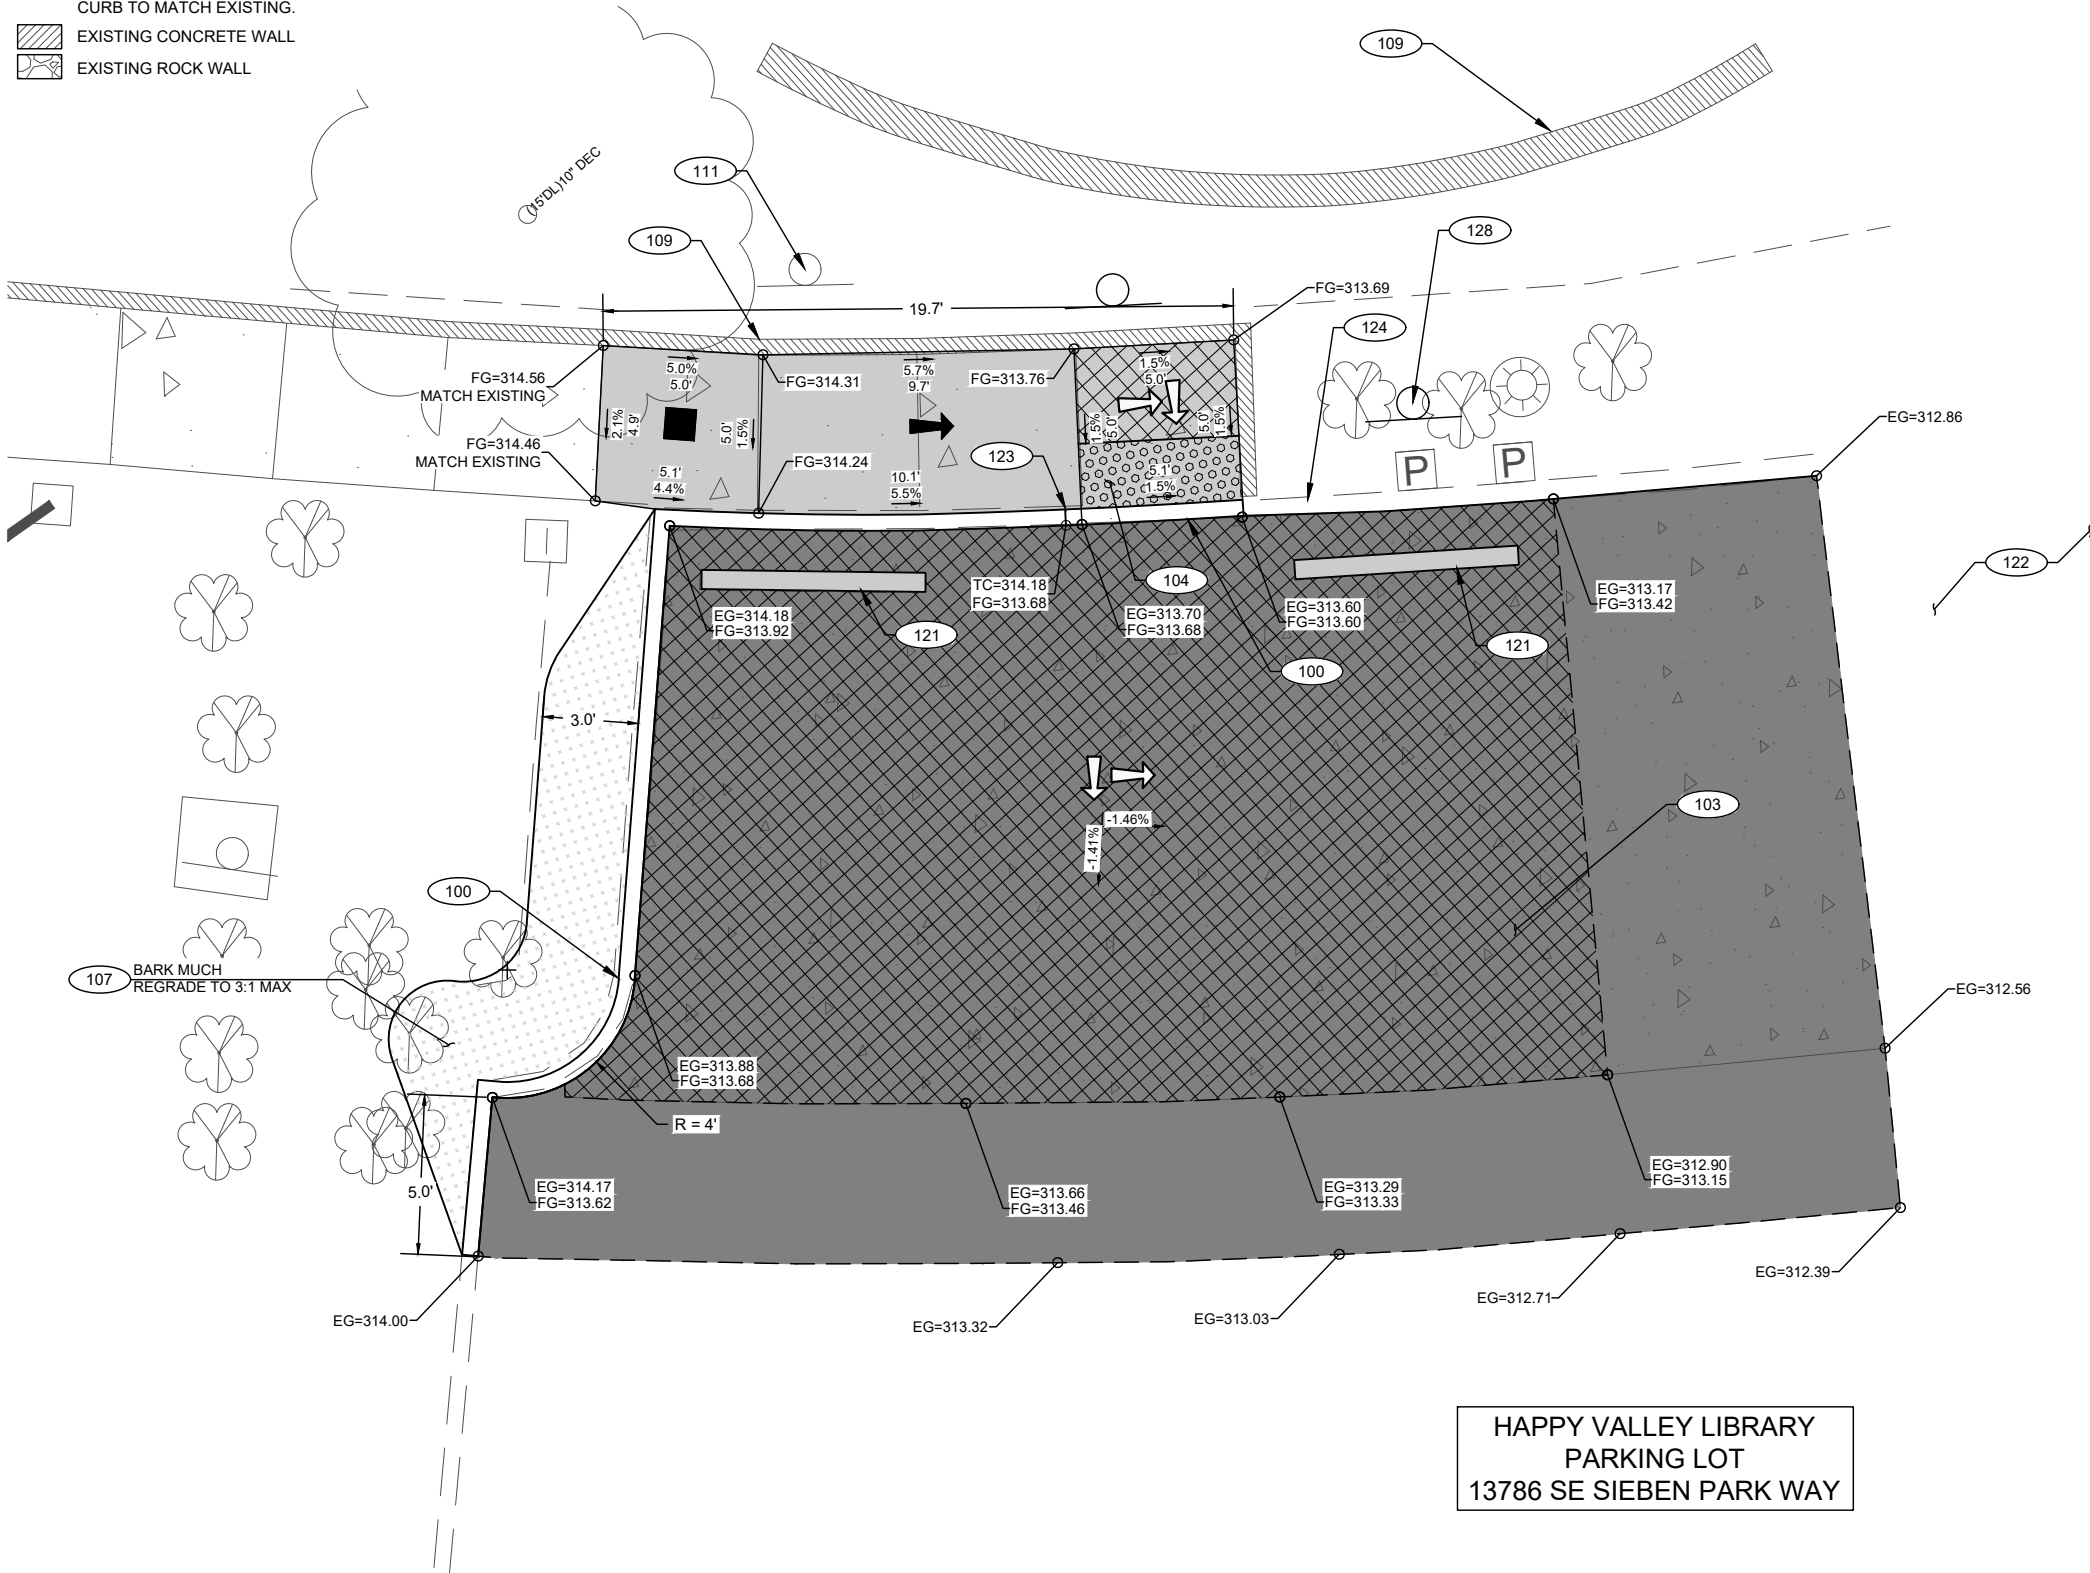 CURB TO MATCH EXISTING.
EXISTING CONCRETE WALL
EXISTING ROCK WALL
109
(15'DL)10" DEC
111
109
128
19.7'
FG=313.69
124
FG=314.56
MATCH EXISTING
5.0%
5.0'
FG=314.31
5.7%
9.7'
FG=313.76
1.5%
5.0'
2.1%
4.9'
5.0'
1.5%
1.5%
5.0'
5.0'
1.5%
EG=312.86
FG=314.46
MATCH EXISTING
5.1'
4.4%
FG=314.24
10.1'
5.5%
123
5.1'
1.5%
P
P
122
TC=314.18
FG=313.68
104
EG=314.18
FG=313.92
121
EG=313.70
FG=313.68
EG=313.60
FG=313.60
EG=313.17
FG=313.42
121
100
3.0'
-1.46%
-1.41%
103
100
107
BARK MUCH
REGRADE TO 3:1 MAX
EG=312.56
EG=313.88
FG=313.68
R = 4'
5.0'
EG=314.17
FG=313.62
EG=313.66
FG=313.46
EG=313.29
FG=313.33
EG=312.90
FG=313.15
EG=314.00
EG=313.32
EG=313.03
EG=312.71
EG=312.39
HAPPY VALLEY LIBRARY
PARKING LOT
13786 SE SIEBEN PARK WAY